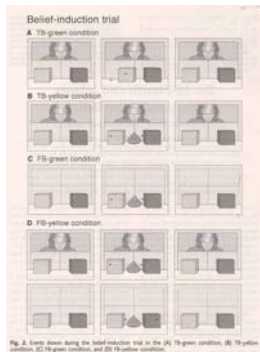 Belief-induction trial
A TB-green condition
B TB-yellow condition
C FB-green condition
D FB-yellow condition
Fig. 2. Events shown during the belief-induction trial in the (A) TB-green condition, (B) TB-yellow
condition, (C) FB-green condition, and (D) FB-yellow condition.